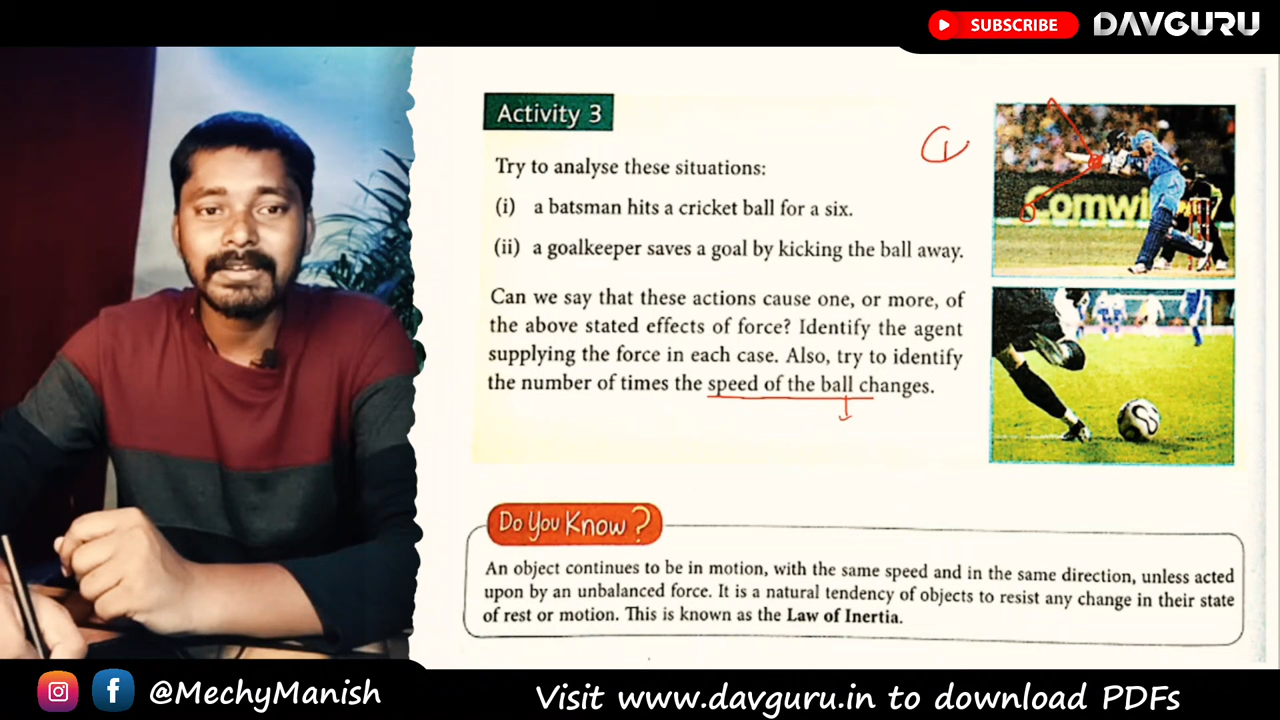 SUBSCRIBE DAVGURU
Activity 3
Try to analyse these situations:
(i) a batsman hits a cricket ball for a six.
(ii) a goalkeeper saves a goal by kicking the ball away.
Can we say that these actions cause one, or more, of
the above stated effects of force? Identify the agent
supplying the force in each case. Also, try to identify
the number of times the speed of the ball changes.
omwi
Do You Know?
An object continues to be in motion, with the same speed and in the same direction, unless acted
upon by an unbalanced force. It is a natural tendency of objects to resist any change in their state
of rest or motion. This is known as the Law of Inertia.
@MechyManish
Visit www.davguru.in to download PDFs